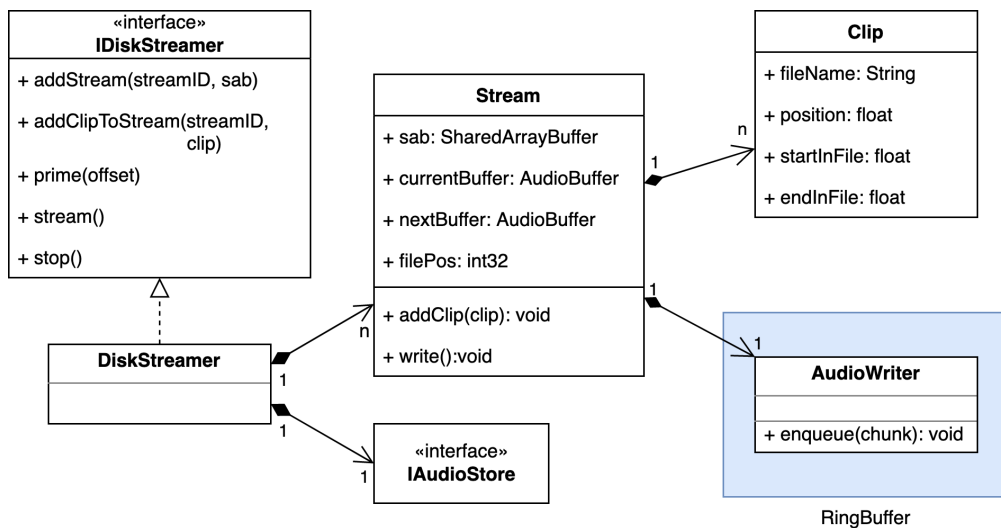 «interface»
IDiskStreamer
+ addStream(streamID, sab)
+ addClipToStream(streamID,
clip)
+ prime(offset)
+ stream()
+ stop()
DiskStreamer
n
1
1
1
«interface»
IAudioStore
Stream
+ sab: SharedArrayBuffer
+ currentBuffer: AudioBuffer
+ nextBuffer: AudioBuffer
+ filePos: int32
+ addClip(clip): void
+ write():void
1
n
1
1
Clip
+ fileName: String
+ position: float
+ startInFile: float
+ endInFile: float
AudioWriter
+ enqueue(chunk): void
RingBuffer